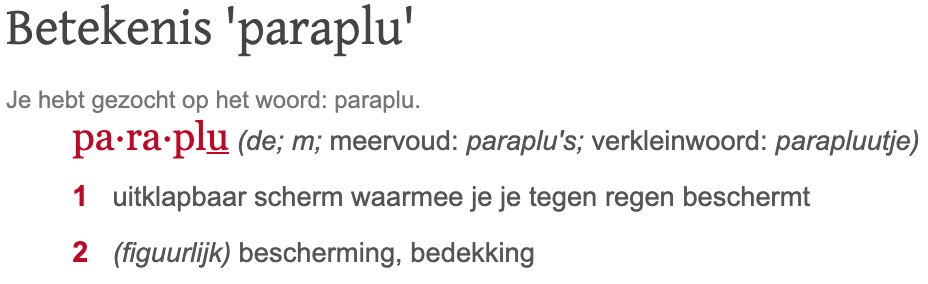 Betekenis 'paraplu'
Je hebt gezocht op het woord: paraplu.
pa·ra·plu (de; m; meervoud: paraplu's; verkleinwoord: parapluutje)
1 uitklapbaar scherm waarmee je je tegen regen beschermt
2 (figuurlijk) bescherming, bedekking